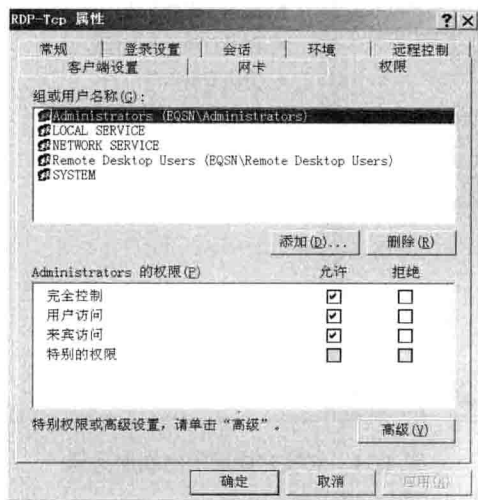 RDP-Tcp 属性
常规 登录设置 会话 环境 远程控制
客户端设置 网卡 权限
组或用户名称(G):
Administrators (EQSN\Administrators)
LOCAL SERVICE
NETWORK SERVICE
Remote Desktop Users (EQSN\Remote Desktop Users)
SYSTEM
添加(D)... 删除(R)
Administrators 的权限(P) 允许 拒绝
完全控制
用户访问
来宾访问
特别的权限
特别权限或高级设置，请单击“高级”。
高级(V)
确定 取消 应用(A)